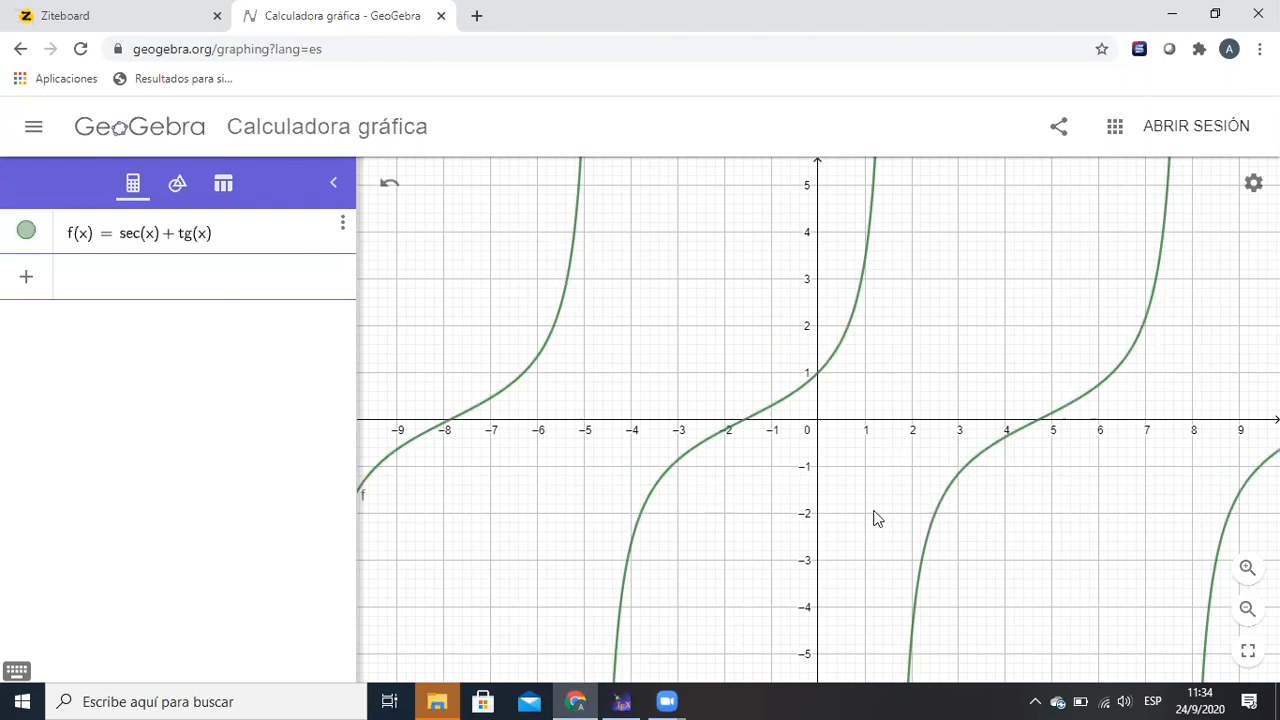 Ziteboard
Calculadora gráfica - GeoGebra
geogebra.org/graphing?lang=es
A
Aplicaciones
Resultados para si...
GeoGebra
Calculadora gráfica
ABRIR SESIÓN
f(x) = sec(x) + tg(x)
5
4
3
2
1
−9 −8 −7 −6 −5 −4 −3 −2 −1 0 1 2 3 4 5 6 7 8 9
−1
f
−2
−3
−4
−5
Escribe aquí para buscar
ESP
11:34
24/9/2020